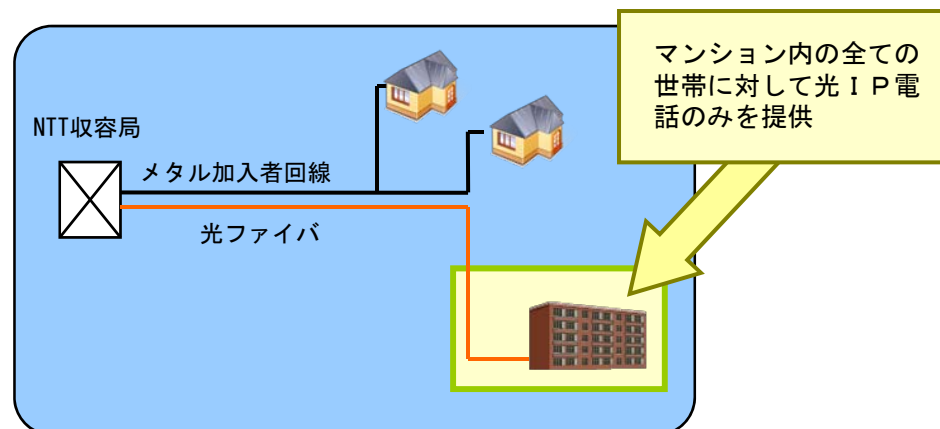 マンション内の全ての
世帯に対して光ＩＰ電
話のみを提供
NTT収容局
メタル加入者回線
光ファイバ